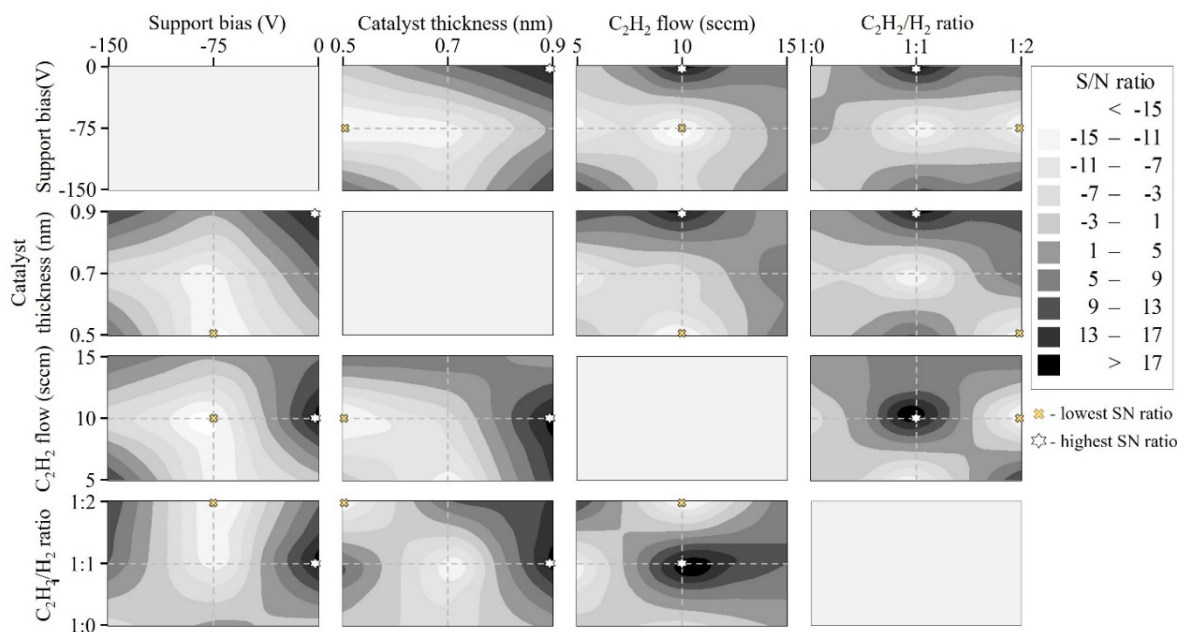 Support bias (V)
Catalyst thickness (nm)
C₂H₂ flow (sccm)
C₂H₂/H₂ ratio
-150 -75 0 0.5 0.7 0.9 5 10 15 1:0 1:1 1:2
Support bias(V)
0
-75
-150
Catalyst
thickness (nm)
0.9
0.7
0.5
C₂H₂ flow (sccm)
15
10
5
C₂H₂/H₂ ratio
1:2
1:1
1:0
S/N ratio
< -15
-15 – -11
-11 – -7
-7 – -3
-3 – 1
1 – 5
5 – 9
9 – 13
13 – 17
> 17
- lowest SN ratio
- highest SN ratio